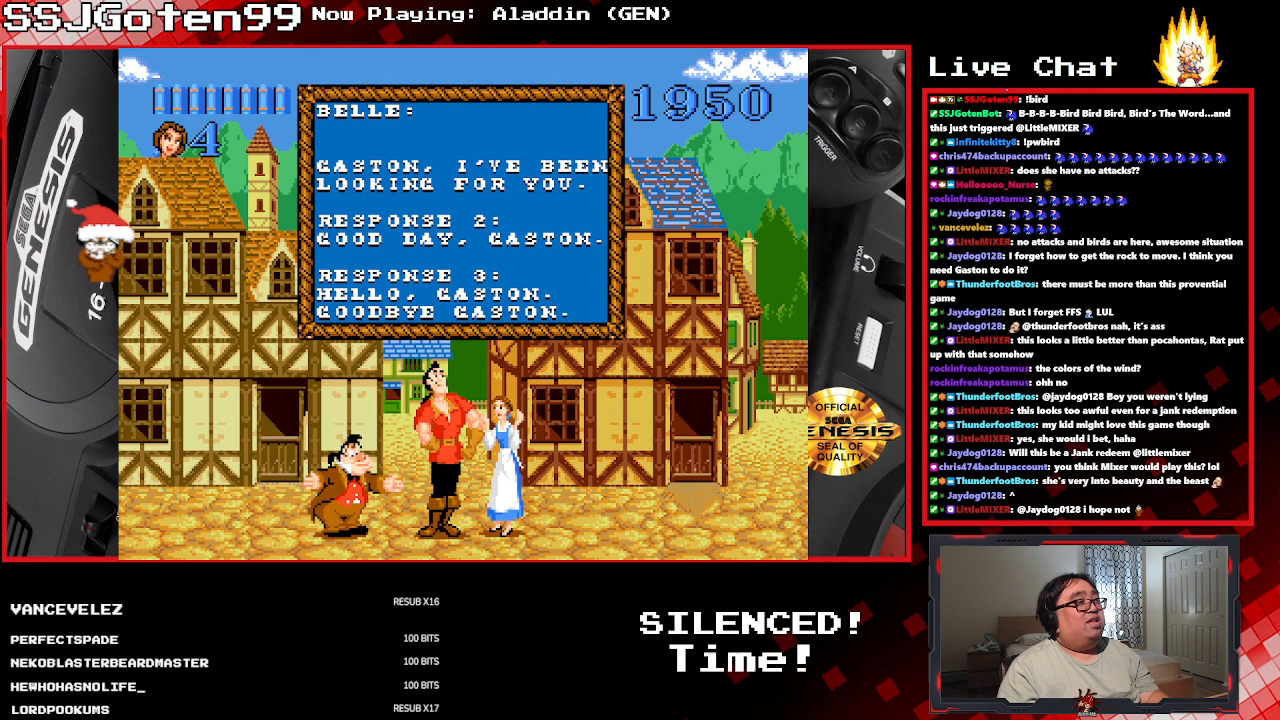 SSJGoten99
Now Playing: Aladdin (GEN)
1950
4
BELLE:
GASTON, I'VE BEEN
LOOKING FOR YOU.
RESPONSE 2:
GOOD DAY, GASTON.
RESPONSE 3:
HELLO, GASTON.
GOODBYE GASTON.
SEGA
GENESIS
16-
TRIGGER
A
B
VOLUME
RESET
OFFICIAL
SEGA
ENESIS
SEAL OF
QUALITY
Live Chat
SSJGoten99: !bird
SSJGotenBot: B-B-B-B-Bird Bird Bird, Bird's The Word...and
this just triggered @LittleMIXER
infinitekitty8: !pwbird
chris474backupaccount:
LittleMIXER: does she have no attacks??
Hellooooo_Nurse:
rockinfreakapotamus:
Jaydog0128:
vancevelez:
LittleMIXER: no attacks and birds are here, awesome situation
Jaydog0128: I forget how to get the rock to move. I think you
need Gaston to do it?
ThunderfootBros: there must be more than this provential
game
Jaydog0128: But I forget FFS LUL
Jaydog0128: @thunderfootbros nah, it's ass
LittleMIXER: this looks a little better than pocahontas, Rat put
up with that somehow
rockinfreakapotamus: the colors of the wind?
rockinfreakapotamus: ohh no
ThunderfootBros: @jaydog0128 Boy you weren't lying
LittleMIXER: this looks too awful even for a jank redemption
ThunderfootBros: my kid might love this game though
LittleMIXER: yes, she would i bet, haha
Jaydog0128: Will this be a Jank redeem @littlemixer
chris474backupaccount: you think Mixer would play this? lol
ThunderfootBros: she's very into beauty and the beast
Jaydog0128: ^
LittleMIXER: @Jaydog0128 i hope not
VANCEVELEZ RESUB X16
PERFECTSPADE 100 BITS
NEKOBLASTERBEARDMASTER 100 BITS
HEWHOHASNOLIFE_ 100 BITS
LORDPOOKUMS RESUB X17
SILENCED!
Time!